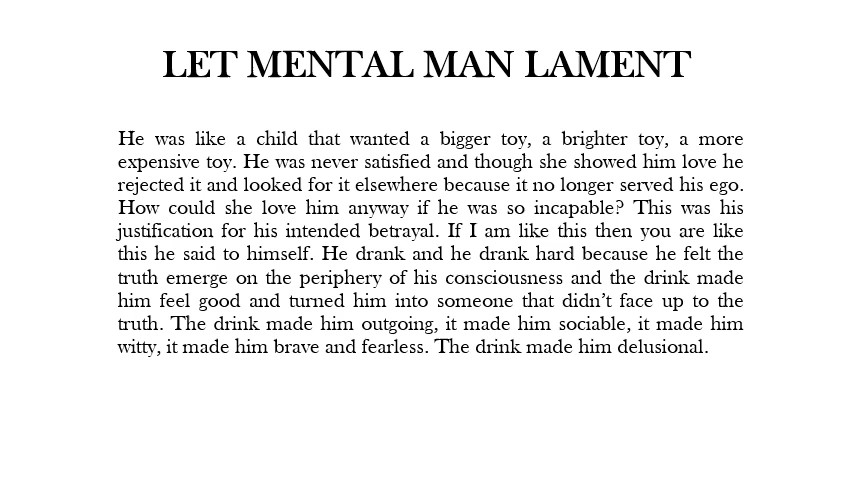 LET MENTAL MAN LAMENT
He was like a child that wanted a bigger toy, a brighter toy, a more
expensive toy. He was never satisfied and though she showed him love he
rejected it and looked for it elsewhere because it no longer served his ego.
How could she love him anyway if he was so incapable? This was his
justification for his intended betrayal. If I am like this then you are like
this he said to himself. He drank and he drank hard because he felt the
truth emerge on the periphery of his consciousness and the drink made
him feel good and turned him into someone that didn’t face up to the
truth. The drink made him outgoing, it made him sociable, it made him
witty, it made him brave and fearless. The drink made him delusional.